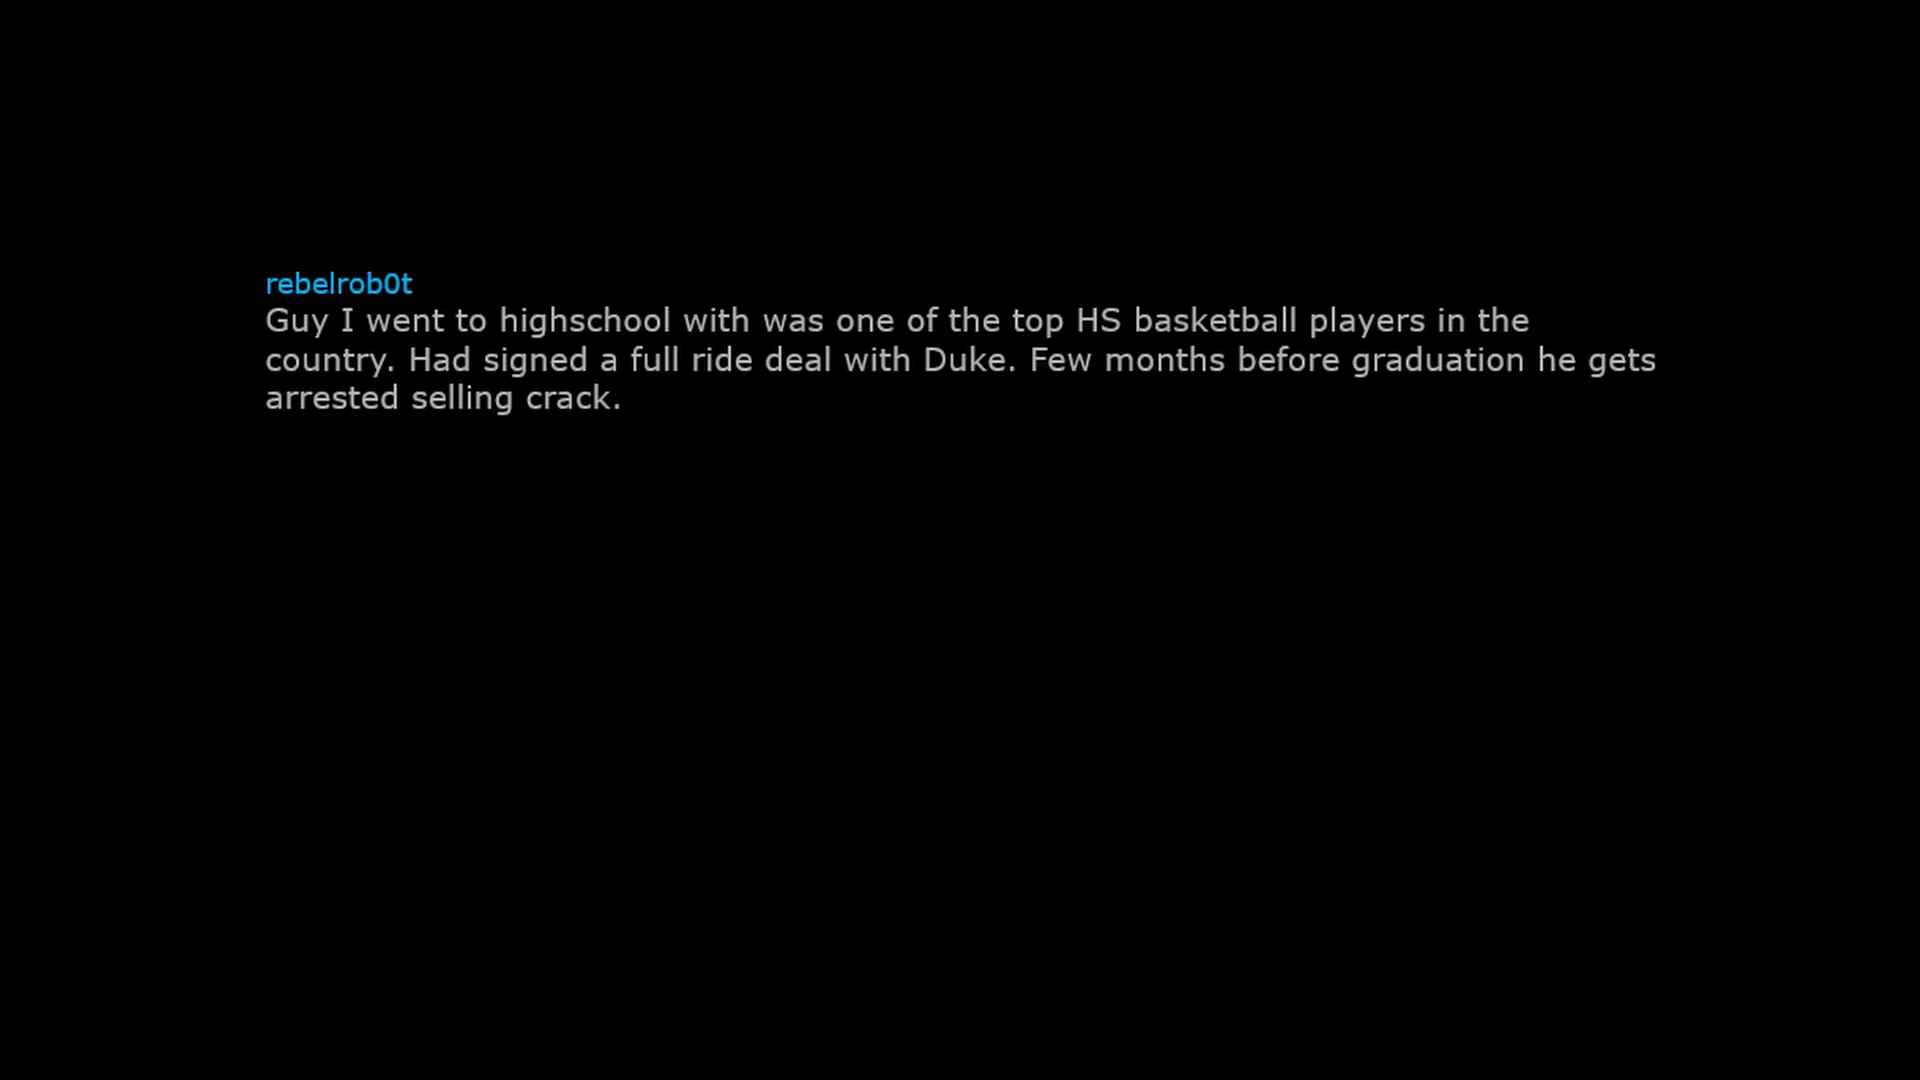 rebelrob0t
Guy I went to highschool with was one of the top HS basketball players in the
country. Had signed a full ride deal with Duke. Few months before graduation he gets
arrested selling crack.